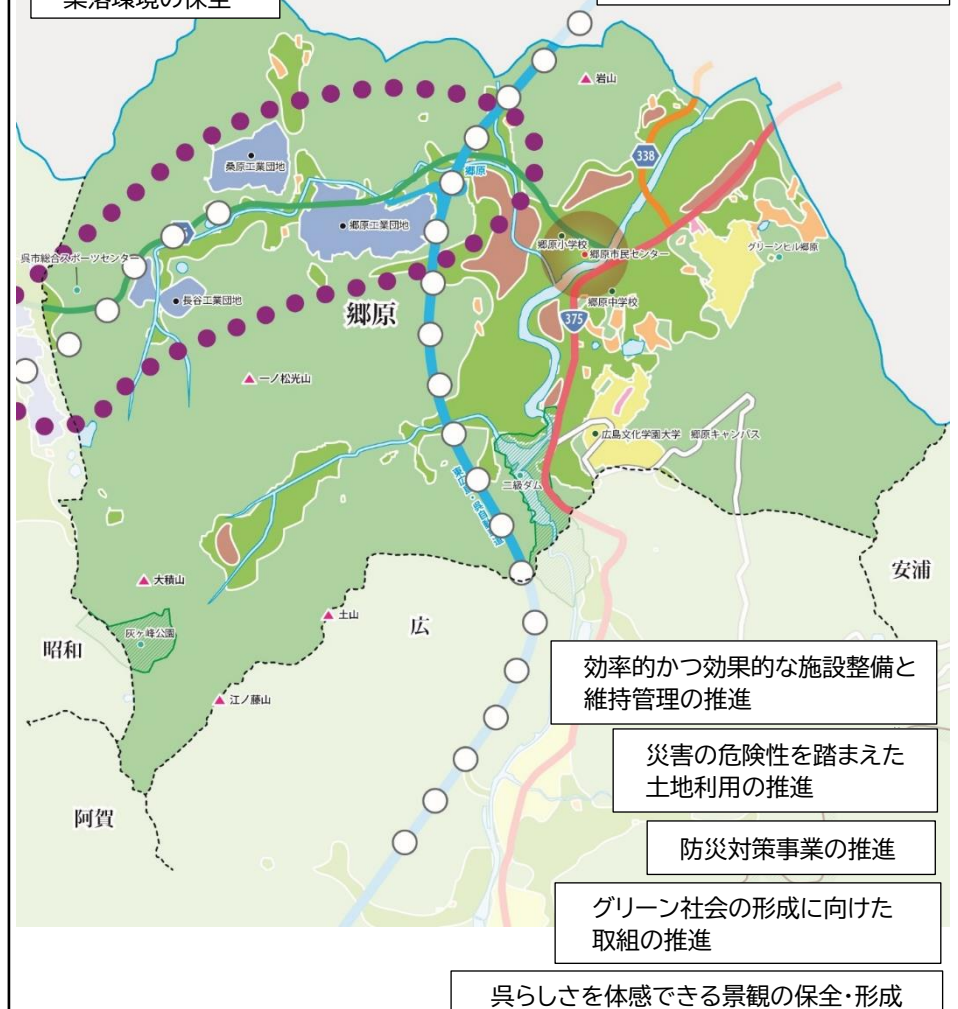 集落環境の保全
岩山
338
桑原工業団地
郷原
郷原工業団地
郷原小学校
郷原市民センター
グリーンヒル郷原
呉市総合スポーツセンター
長谷工業団地
郷原中学校
郷原
375
一ノ松光山
広島文化学園大学 郷原キャンパス
二級ダム
大積山
安浦
土山
広
灰ヶ峰公園
昭和
江ノ藤山
阿賀
効率的かつ効果的な施設整備と
維持管理の推進
災害の危険性を踏まえた
土地利用の推進
防災対策事業の推進
グリーン社会の形成に向けた
取組の推進
呉らしさを体感できる景観の保全・形成